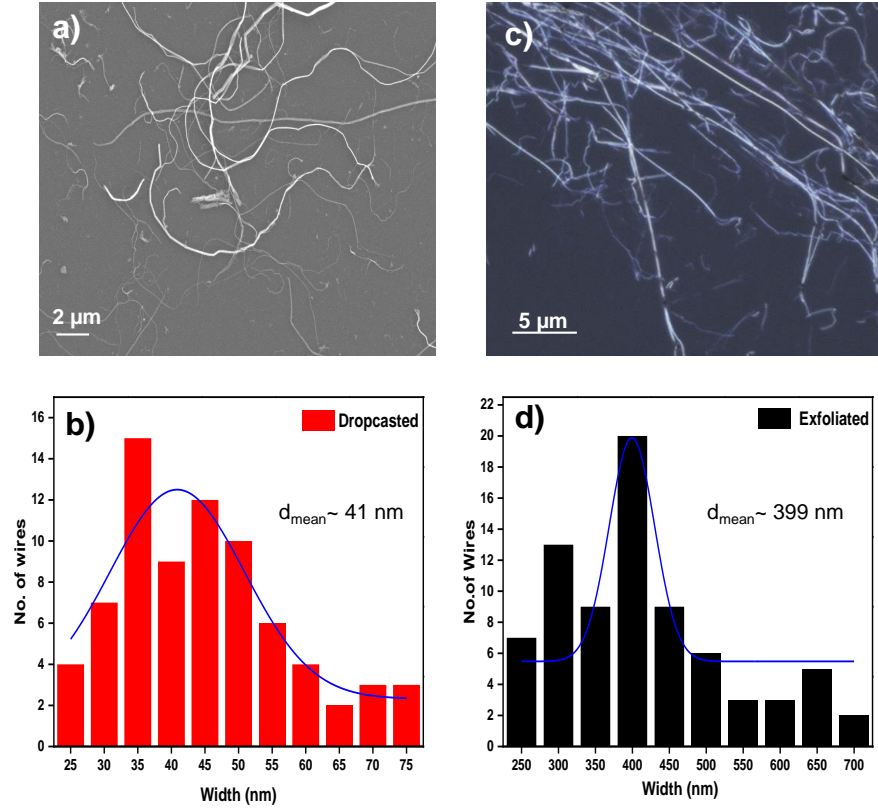 a)
2 µm
c)
5 µm
b)
Dropcasted
d_mean~ 41 nm
No. of wires
16
14
12
10
8
6
4
2
0
25 30 35 40 45 50 55 60 65 70 75
Width (nm)
d)
Exfoliated
d_mean~ 399 nm
No.of Wires
22
20
18
16
14
12
10
8
6
4
2
0
250 300 350 400 450 500 550 600 650 700
Width (nm)